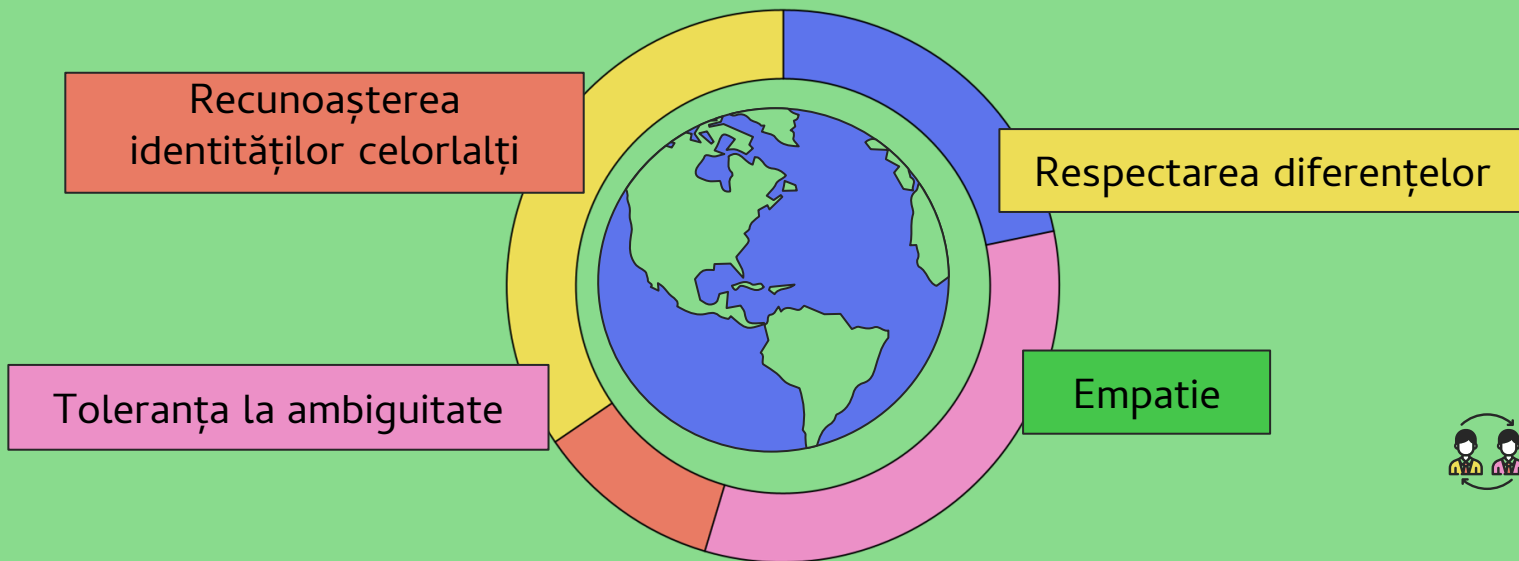 Recunoașterea
identităților celorlalți
Respectarea diferențelor
Toleranța la ambiguitate
Empatie